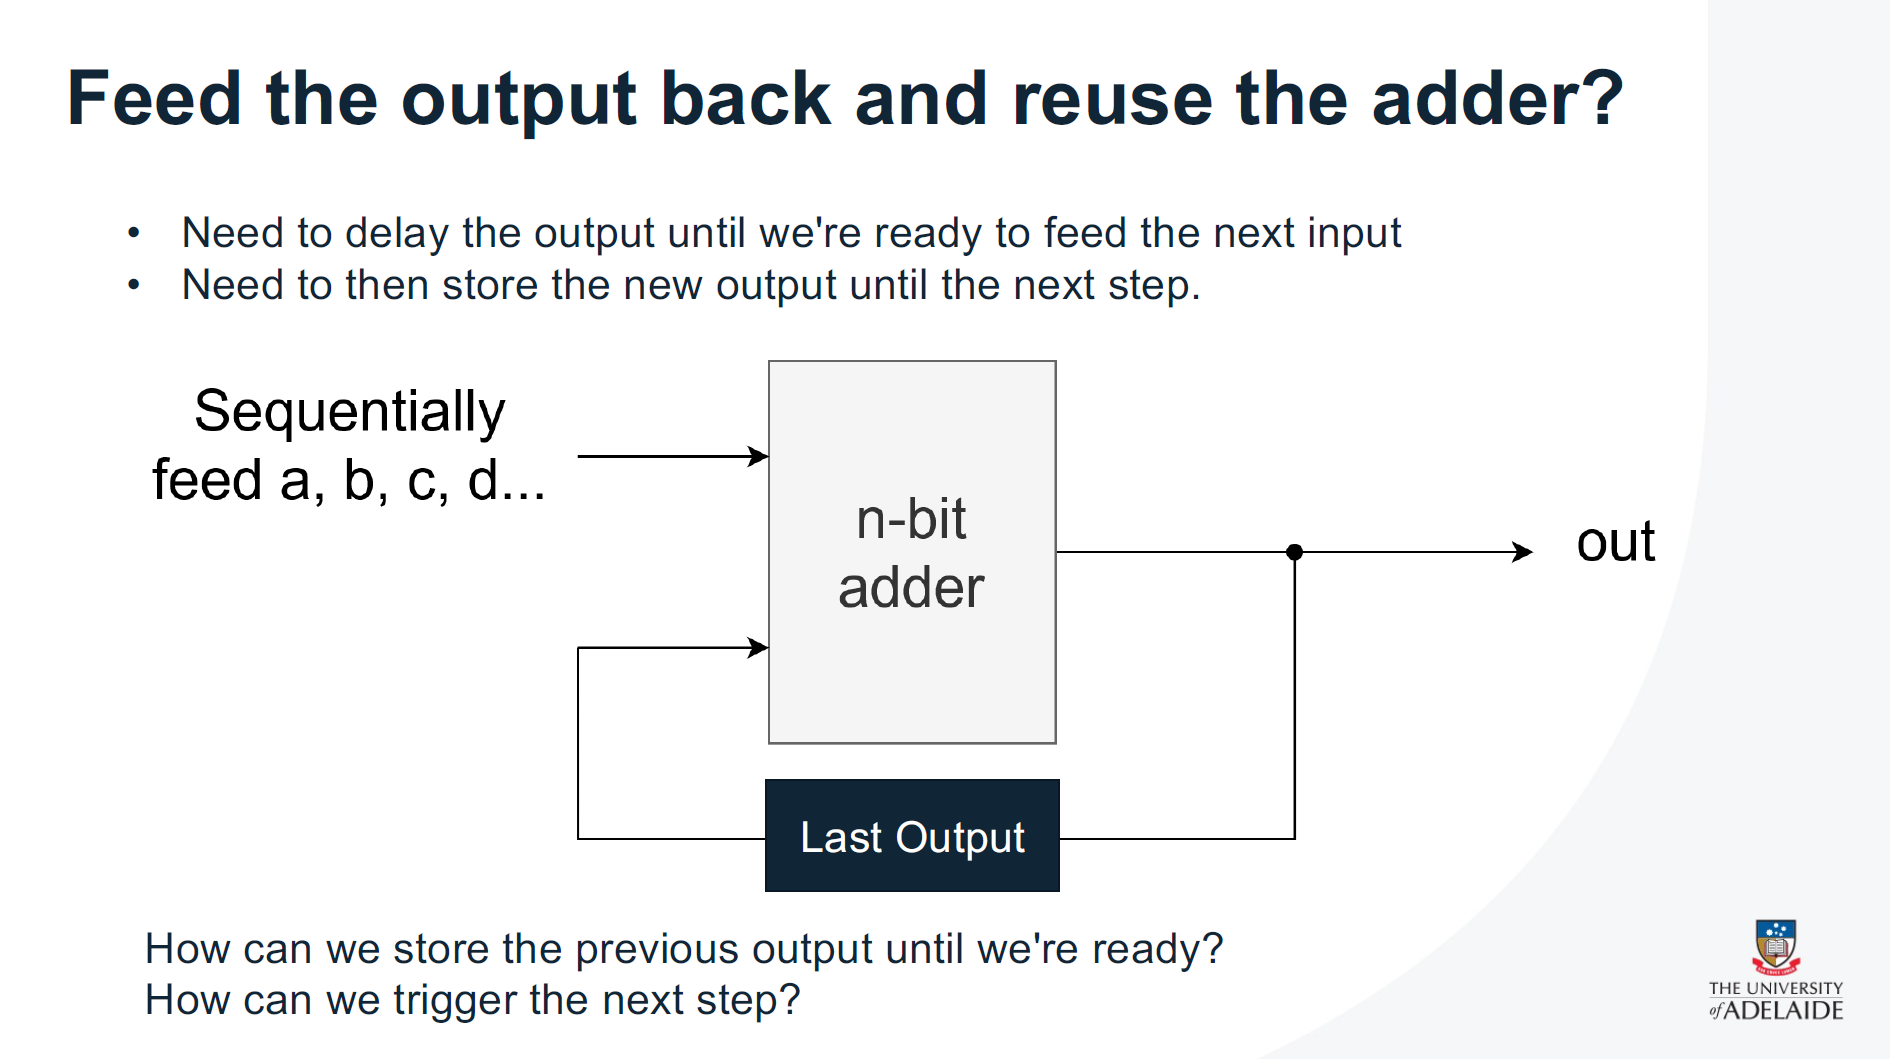 Feed the output back and reuse the adder?
• Need to delay the output until we're ready to feed the next input
• Need to then store the new output until the next step.
Sequentially
feed a, b, c, d...
n-bit
adder
out
Last Output
How can we store the previous output until we're ready?
How can we trigger the next step?
THE UNIVERSITY
of ADELAIDE